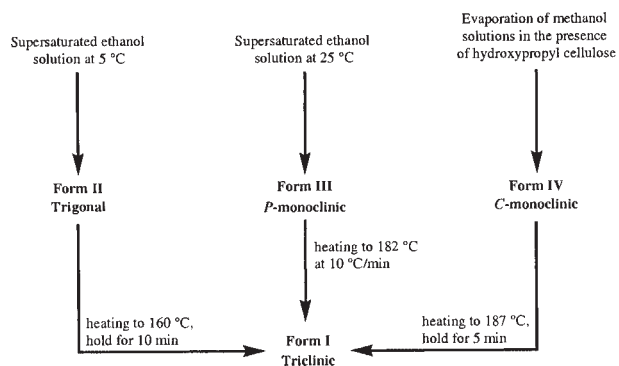 Supersaturated ethanol
solution at 5 °C
Supersaturated ethanol
solution at 25 °C
Evaporation of methanol
solutions in the presence
of hydroxypropyl cellulose
Form II
Trigonal
Form III
P-monoclinic
Form IV
C-monoclinic
heating to 182 °C
at 10 °C/min
heating to 160 °C,
hold for 10 min
heating to 187 °C,
hold for 5 min
Form I
Triclinic